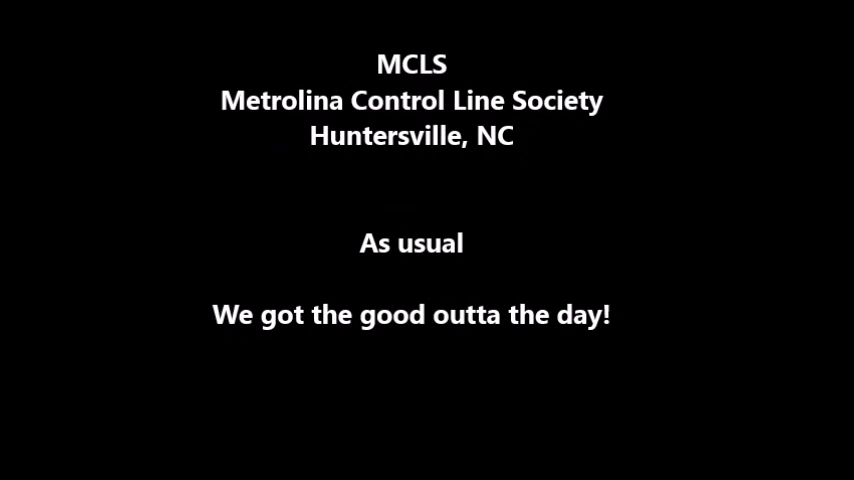 MCLS
Metrolina Control Line Society
Huntersville, NC
As usual
We got the good outta the day!